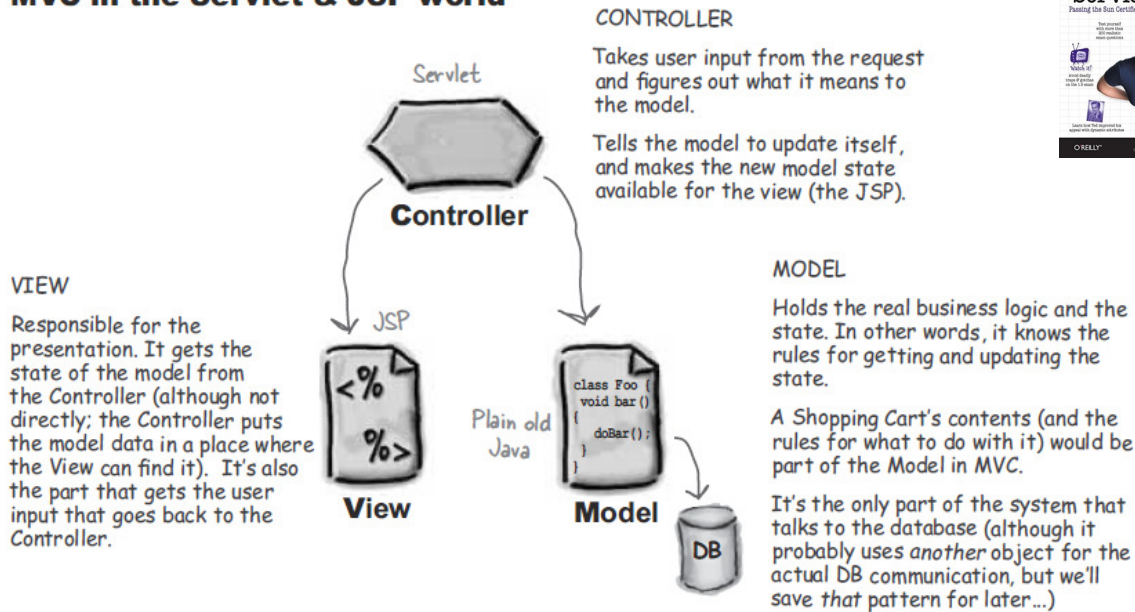 MVC in the Servlet & JSP world
CONTROLLER
Takes user input from the request
and figures out what it means to
the model.
Tells the model to update itself,
and makes the new model state
available for the view (the JSP).
Servlet
Controller
VIEW
Responsible for the
presentation. It gets the
state of the model from
the Controller (although not
directly; the Controller puts
the model data in a place where
the View can find it). It's also
the part that gets the user
input that goes back to the
Controller.
JSP
<%
%>
View
Plain old
Java
class Foo {
void bar()
{
doBar();
}
}
Model
DB
MODEL
Holds the real business logic and the
state. In other words, it knows the
rules for getting and updating the
state.
A Shopping Cart's contents (and the
rules for what to do with it) would be
part of the Model in MVC.
It's the only part of the system that
talks to the database (although it
probably uses another object for the
actual DB communication, but we'll
save that pattern for later...)
Passing the Sun Certific
Watch it!
O'REILLY